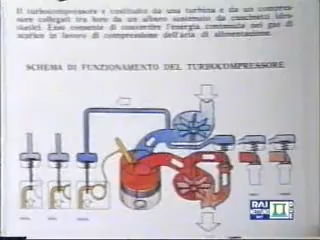 Il turbocompressore è costituito da una turbina e da un compres-
sore collegati tra loro da un albero sostenuto da cuscinetti idro-
statici. Esso consente di convertire l'energia contenuta nei gas di
scarico in lavoro di compressione dell'aria di alimentazione.
SCHEMA DI FUNZIONAMENTO DEL TURBOCOMPRESSORE
RAI
NETTUNO
SAT